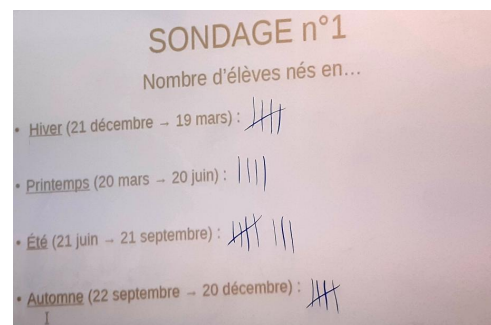 SONDAGE n°1
Nombre d'élèves nés en…
• Hiver (21 décembre → 19 mars) :
• Printemps (20 mars → 20 juin) :
• Été (21 juin → 21 septembre) :
• Automne (22 septembre → 20 décembre) :